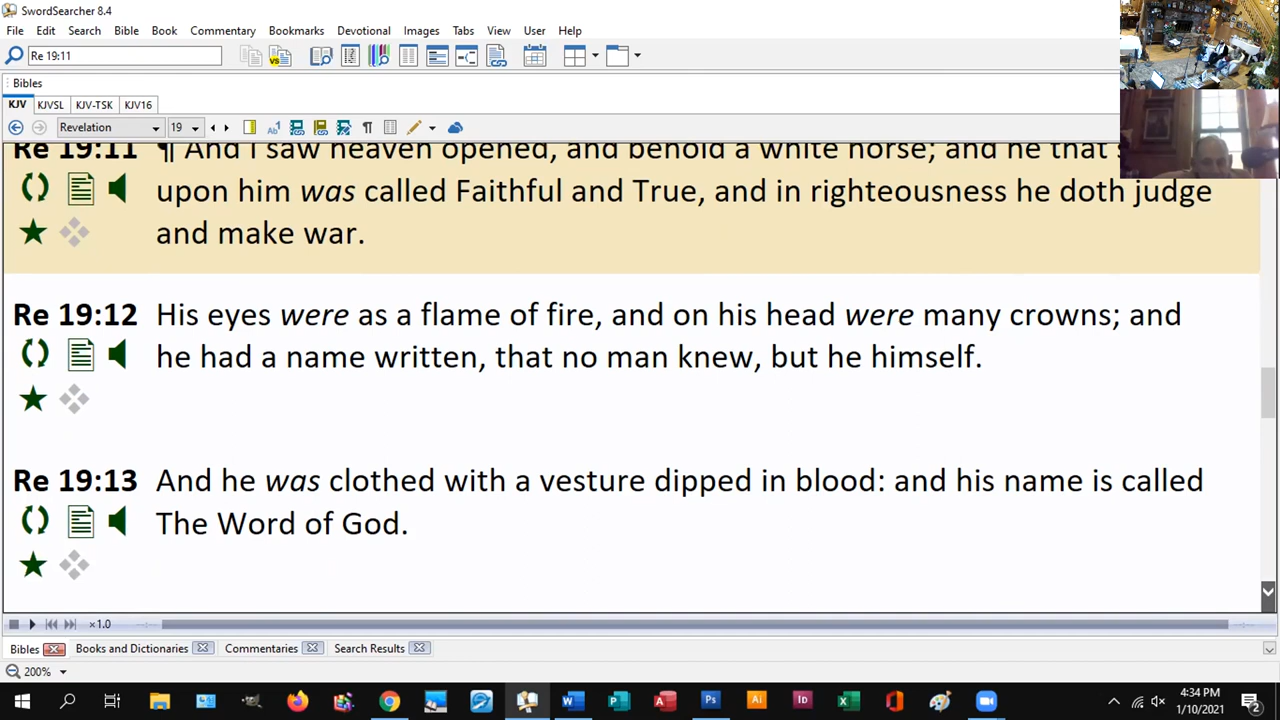 SwordSearcher 8.4
File Edit Search Bible Book Commentary Bookmarks Devotional Images Tabs View User Help
Re 19:11
Bibles
KJV KJVSL KJV-TSK KJV16
Revelation 19
Re 19:11 ¶ And I saw heaven opened, and behold a white horse; and he that
upon him was called Faithful and True, and in righteousness he doth judge
and make war.
Re 19:12 His eyes were as a flame of fire, and on his head were many crowns; and
he had a name written, that no man knew, but he himself.
Re 19:13 And he was clothed with a vesture dipped in blood: and his name is called
The Word of God.
×1.0
Bibles Books and Dictionaries Commentaries Search Results
200%
4:34 PM
1/10/2021